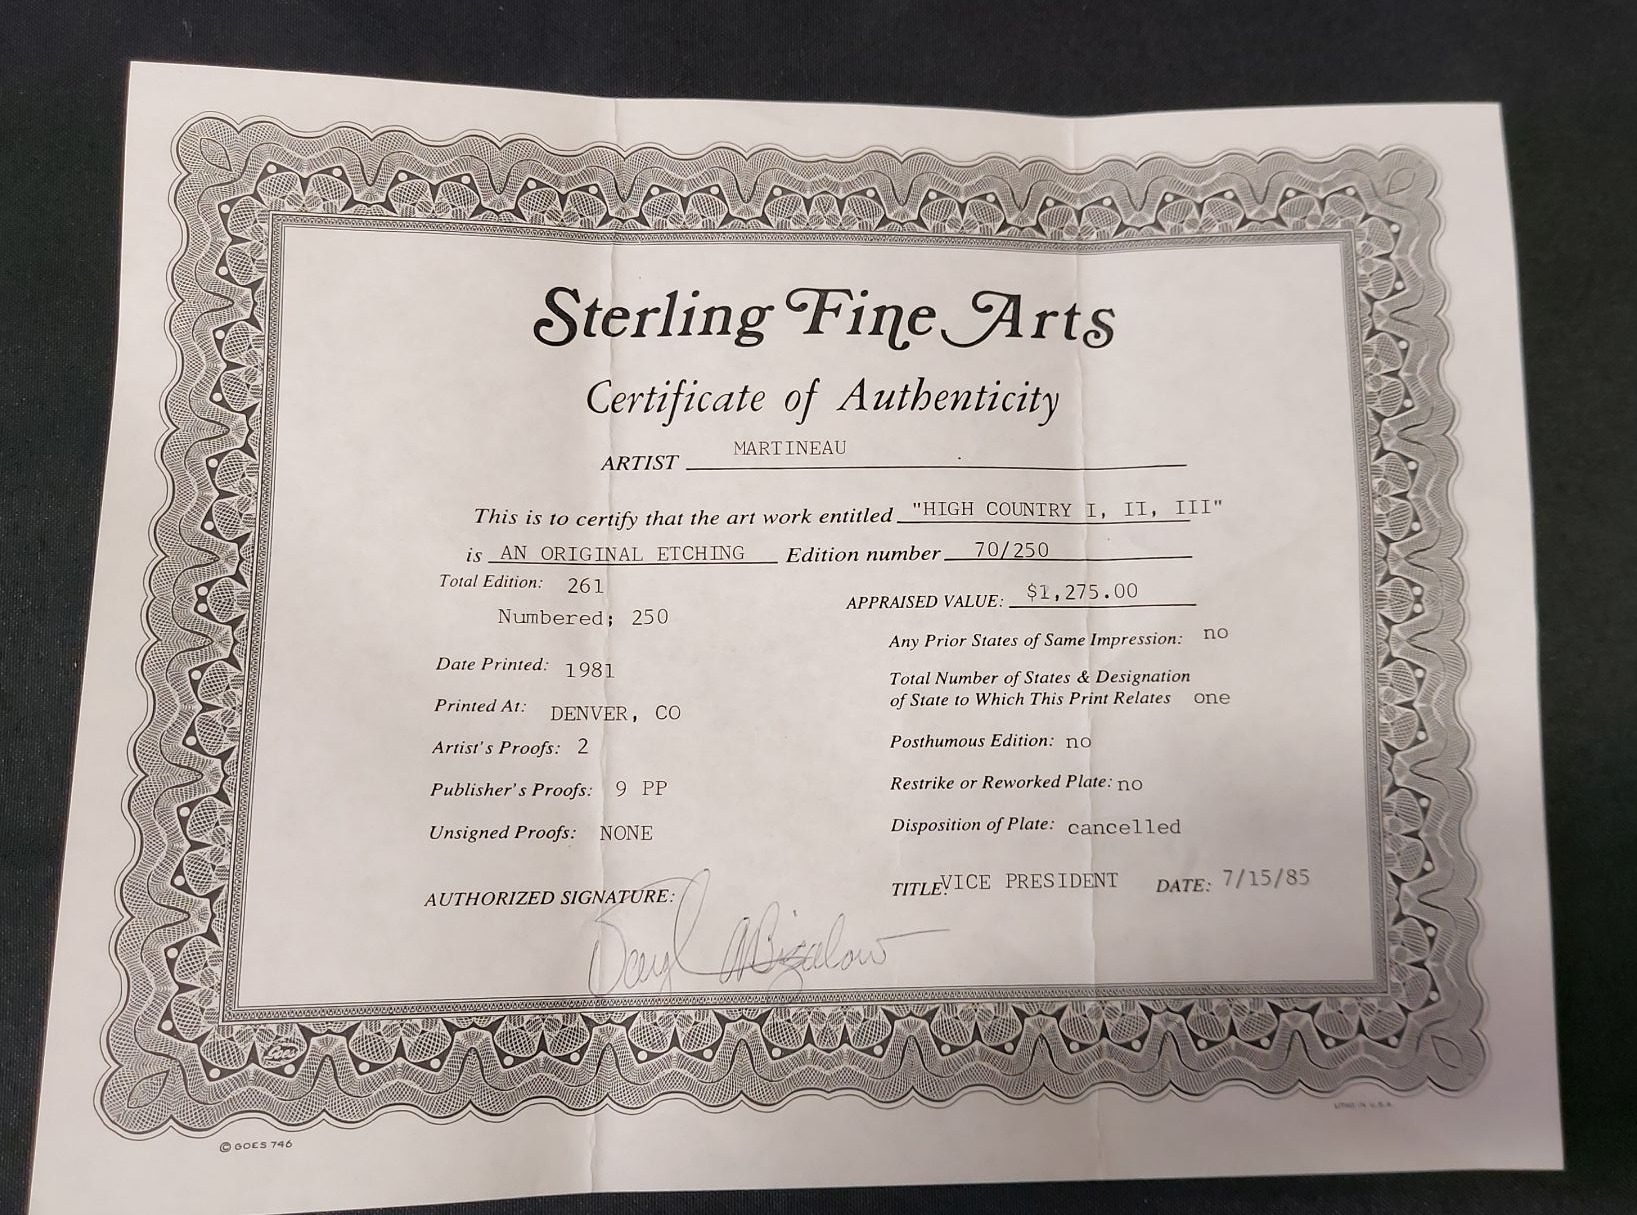 Sterling Fine Arts
Certificate of Authenticity
ARTIST MARTINEAU
This is to certify that the art work entitled "HIGH COUNTRY I, II, III"
is AN ORIGINAL ETCHING Edition number 70/250
Total Edition: 261
APPRAISED VALUE: $1,275.00
Numbered; 250
Any Prior States of Same Impression: no
Date Printed: 1981
Total Number of States & Designation
of State to Which This Print Relates one
Printed At: DENVER, CO
Posthumous Edition: no
Artist's Proofs: 2
Restrike or Reworked Plate: no
Publisher's Proofs: 9 PP
Disposition of Plate: cancelled
Unsigned Proofs: NONE
TITLE: VICE PRESIDENT DATE: 7/15/85
AUTHORIZED SIGNATURE:
Goes
© GOES 746
LITHO IN U.S.A.